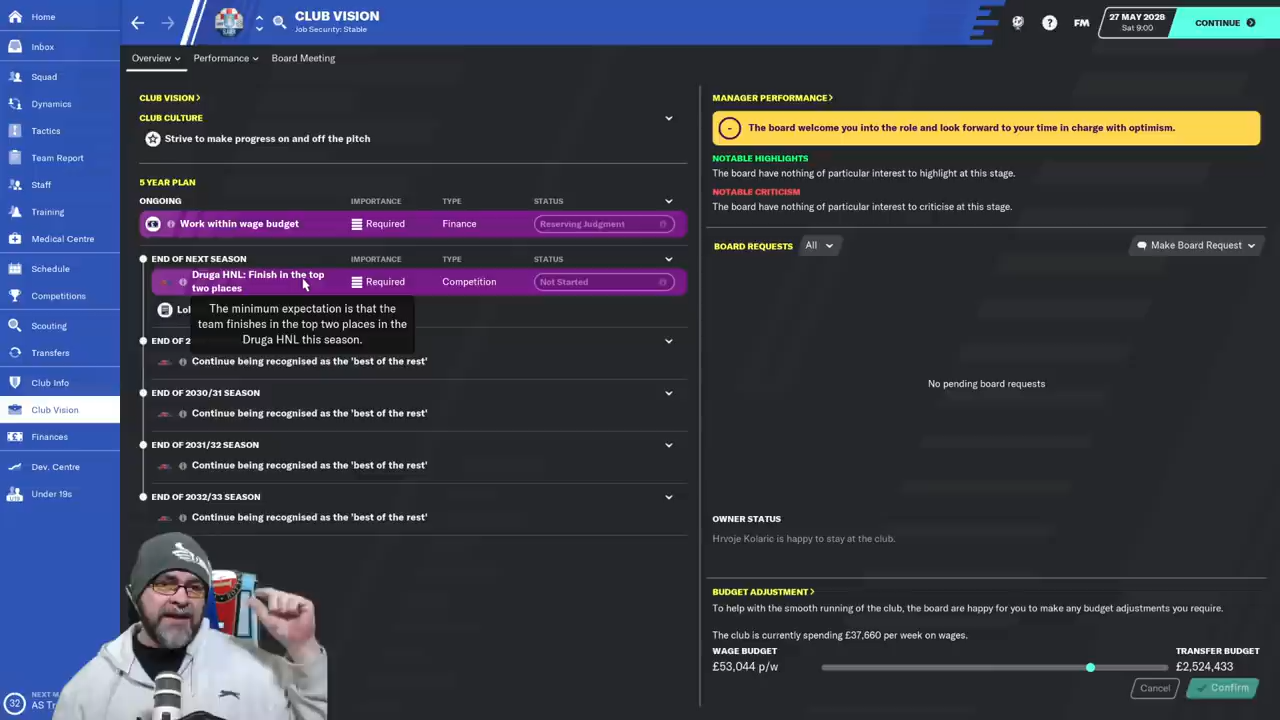 Home
Inbox
Squad
Dynamics
Tactics
Team Report
Staff
Training
Medical Centre
Schedule
Competitions
Scouting
Transfers
Club Info
Club Vision
Finances
Dev. Centre
Under 19s
32
CLUB VISION
Job Security: Stable
FM
27 MAY 2028
Sat 9:00
CONTINUE
Overview
Performance
Board Meeting
CLUB VISION
CLUB CULTURE
Strive to make progress on and off the pitch
5 YEAR PLAN
ONGOING IMPORTANCE TYPE STATUS
Work within wage budget Required Finance Reserving Judgment
END OF NEXT SEASON IMPORTANCE TYPE STATUS
Druga HNL: Finish in the top
two places Required Competition Not Started
The minimum expectation is that the
team finishes in the top two places in the
Druga HNL this season.
END OF 2
Continue being recognised as the 'best of the rest'
END OF 2030/31 SEASON
Continue being recognised as the 'best of the rest'
END OF 2031/32 SEASON
Continue being recognised as the 'best of the rest'
END OF 2032/33 SEASON
Continue being recognised as the 'best of the rest'
MANAGER PERFORMANCE
The board welcome you into the role and look forward to your time in charge with optimism.
NOTABLE HIGHLIGHTS
The board have nothing of particular interest to highlight at this stage.
NOTABLE CRITICISM
The board have nothing of particular interest to criticise at this stage.
BOARD REQUESTS All Make Board Request
No pending board requests
OWNER STATUS
Hrvoje Kolaric is happy to stay at the club.
BUDGET ADJUSTMENT
To help with the smooth running of the club, the board are happy for you to make any budget adjustments you require.
The club is currently spending £37,660 per week on wages.
WAGE BUDGET TRANSFER BUDGET
£53,044 p/w £2,524,433
Cancel Confirm